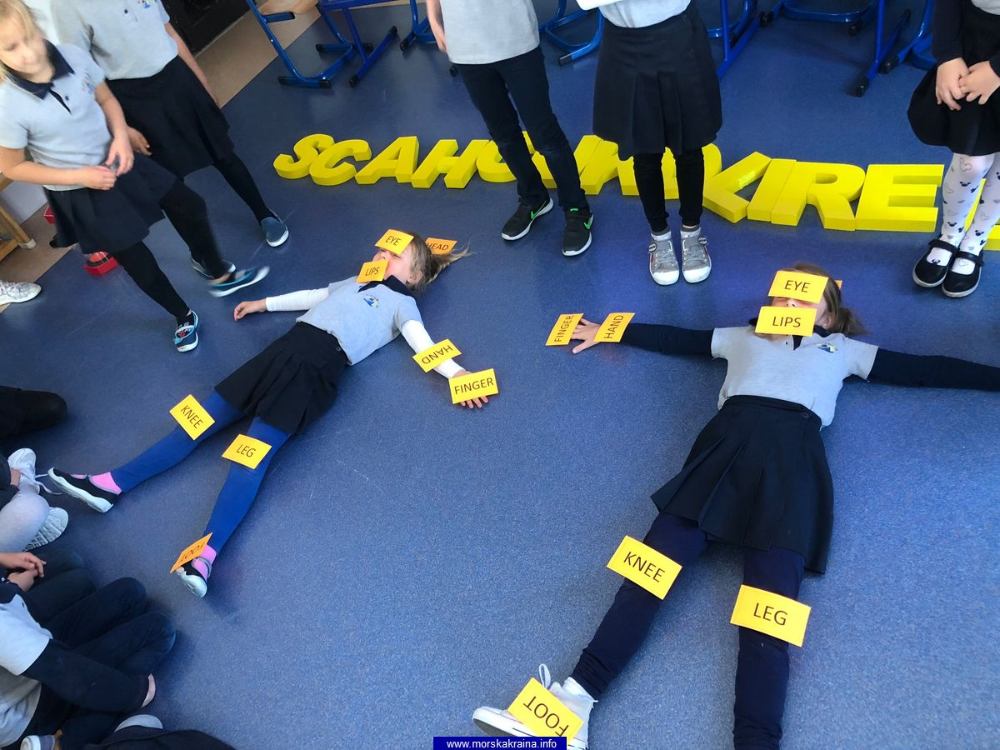 EYE
HEAD
LIPS
HAND
FINGER
KNEE
LEG
FOOT
EYE
LIPS
FINGER
HAND
KNEE
LEG
FOOT
www.morskakraina.info